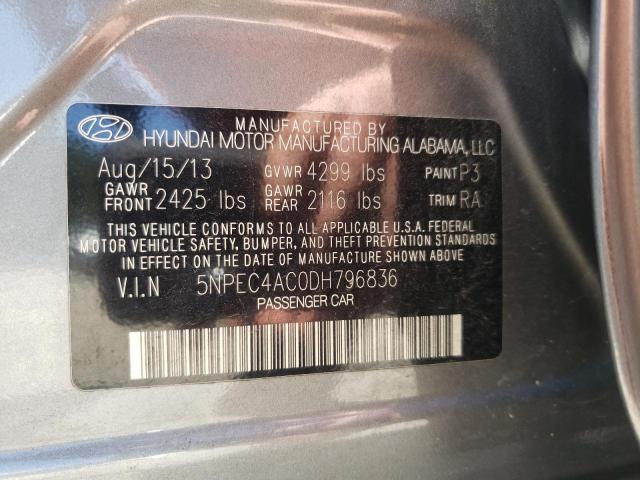 MANUFACTURED BY
HYUNDAI MOTOR MANUFACTURING ALABAMA, LLC
Aug/15/13 GVWR 4299 lbs PAINT P3
GAWR FRONT 2425 lbs GAWR REAR 2116 lbs TRIM RA
THIS VEHICLE CONFORMS TO ALL APPLICABLE U.S.A. FEDERAL
MOTOR VEHICLE SAFETY, BUMPER, AND THEFT PREVENTION
STANDARDS IN EFFECT ON THE DATE OF MANUFACTURE
SHOWN ABOVE.
V.I.N 5NPEC4AC0DH796836
PASSENGER CAR